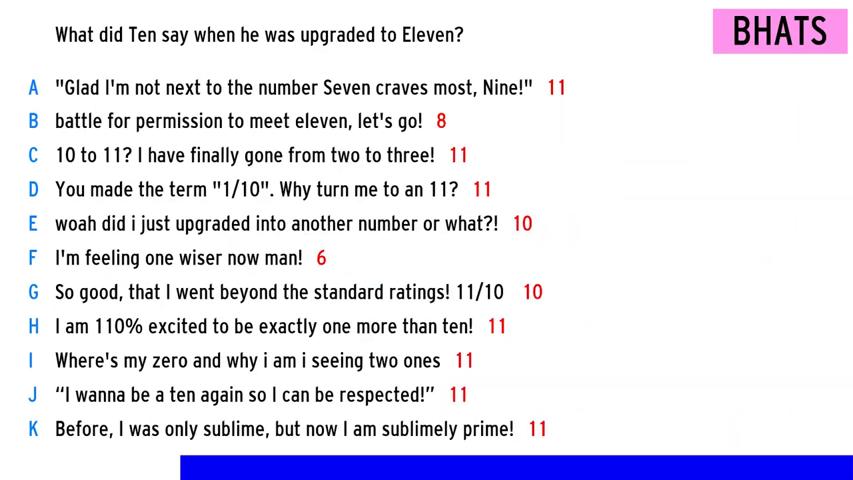 What did Ten say when he was upgraded to Eleven?
BHATS
A "Glad I'm not next to the number Seven craves most, Nine!" 11
B battle for permission to meet eleven, let's go! 8
C 10 to 11? I have finally gone from two to three! 11
D You made the term "1/10". Why turn me to an 11? 11
E woah did i just upgraded into another number or what?! 10
F I'm feeling one wiser now man! 6
G So good, that I went beyond the standard ratings! 11/10 10
H I am 110% excited to be exactly one more than ten! 11
I Where's my zero and why i am i seeing two ones 11
J “I wanna be a ten again so I can be respected!” 11
K Before, I was only sublime, but now I am sublimely prime! 11